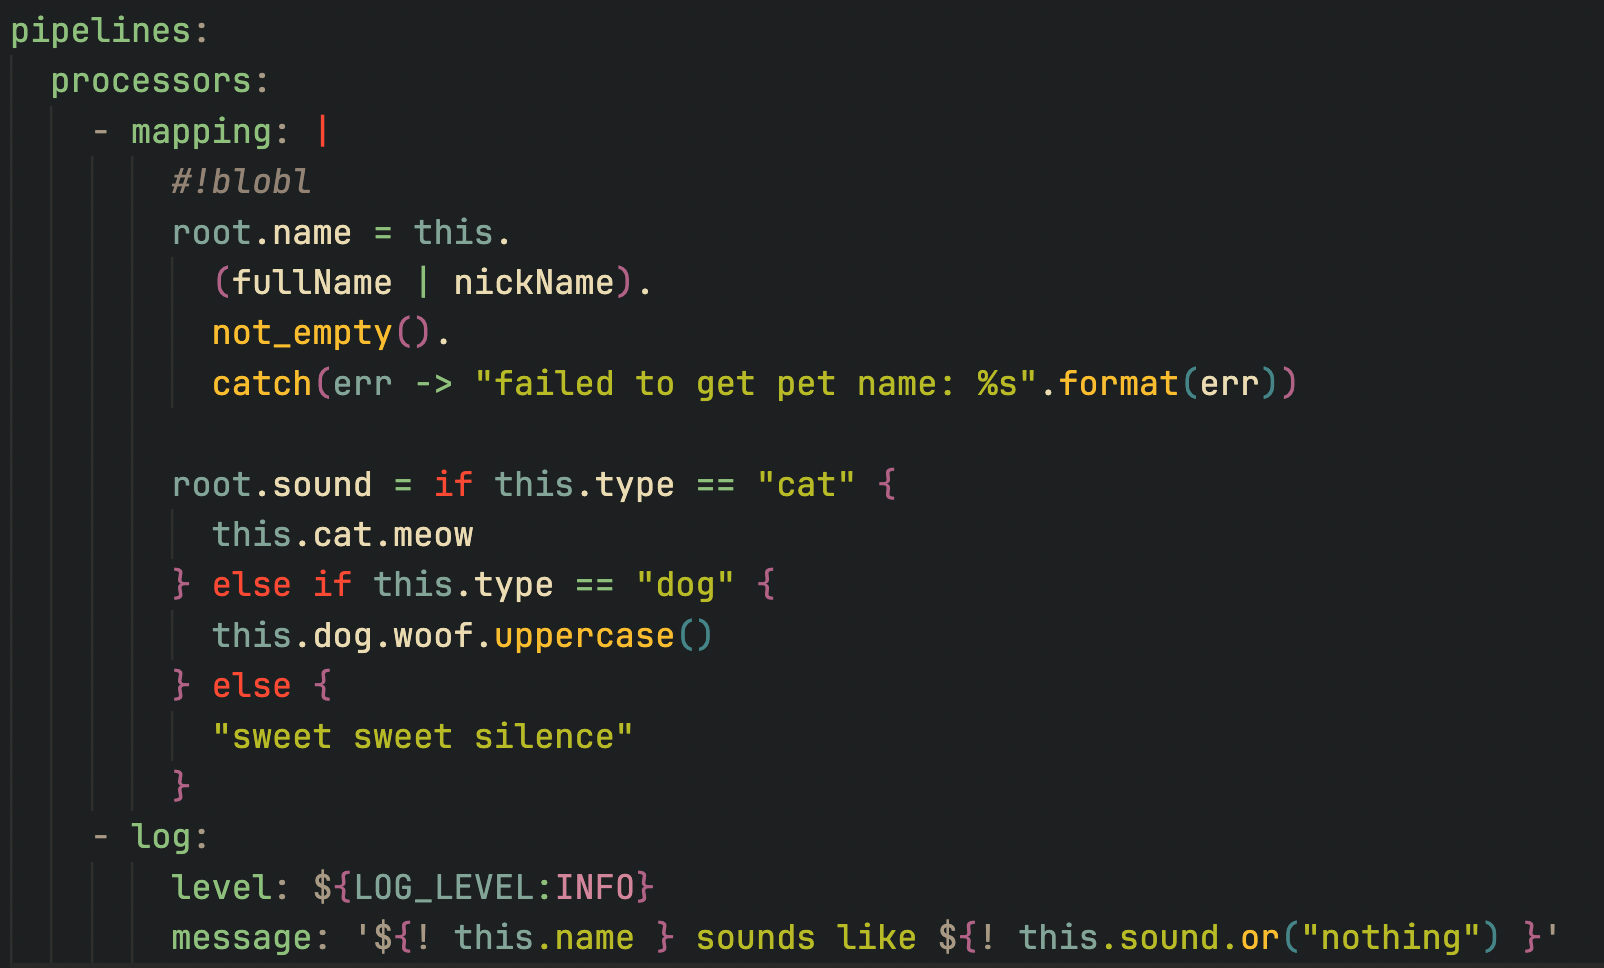 pipelines:
  processors:
    - mapping: |
        #!blobl
        root.name = this.
          (fullName | nickName).
          not_empty().
          catch(err -> "failed to get pet name: %s".format(err))

        root.sound = if this.type == "cat" {
          this.cat.meow
        } else if this.type == "dog" {
          this.dog.woof.uppercase()
        } else {
          "sweet sweet silence"
        }
    - log:
        level: ${LOG_LEVEL:INFO}
        message: '${! this.name } sounds like ${! this.sound.or("nothing") }'